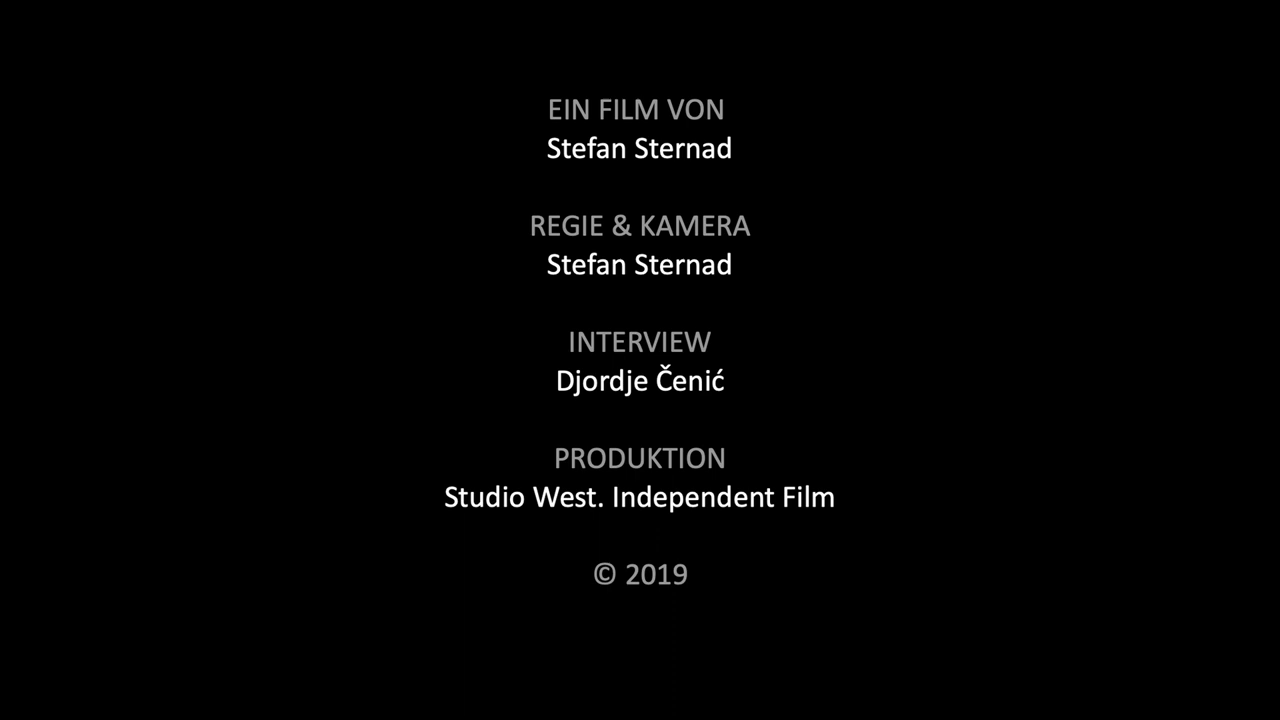 EIN FILM VON
Stefan Sternad
REGIE & KAMERA
Stefan Sternad
INTERVIEW
Djordje Čenić
PRODUKTION
Studio West. Independent Film
© 2019